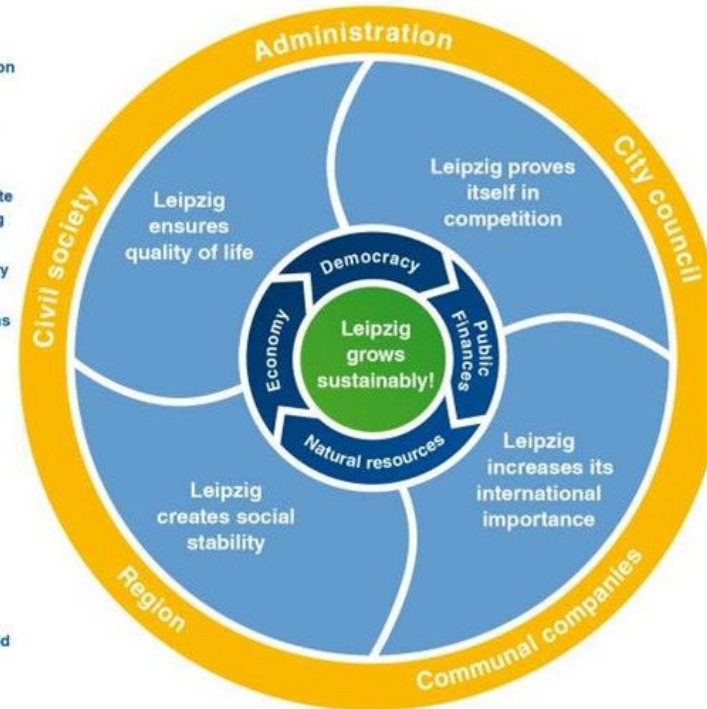 Administration
City council
Civil society
Region
Communal companies
Leipzig
ensures
quality of life
Leipzig proves
itself in
competition
Democracy
Public
Finances
Economy
Natural resources
Leipzig
grows
sustainably!
Leipzig
creates social
stability
Leipzig
increases its
international
importance